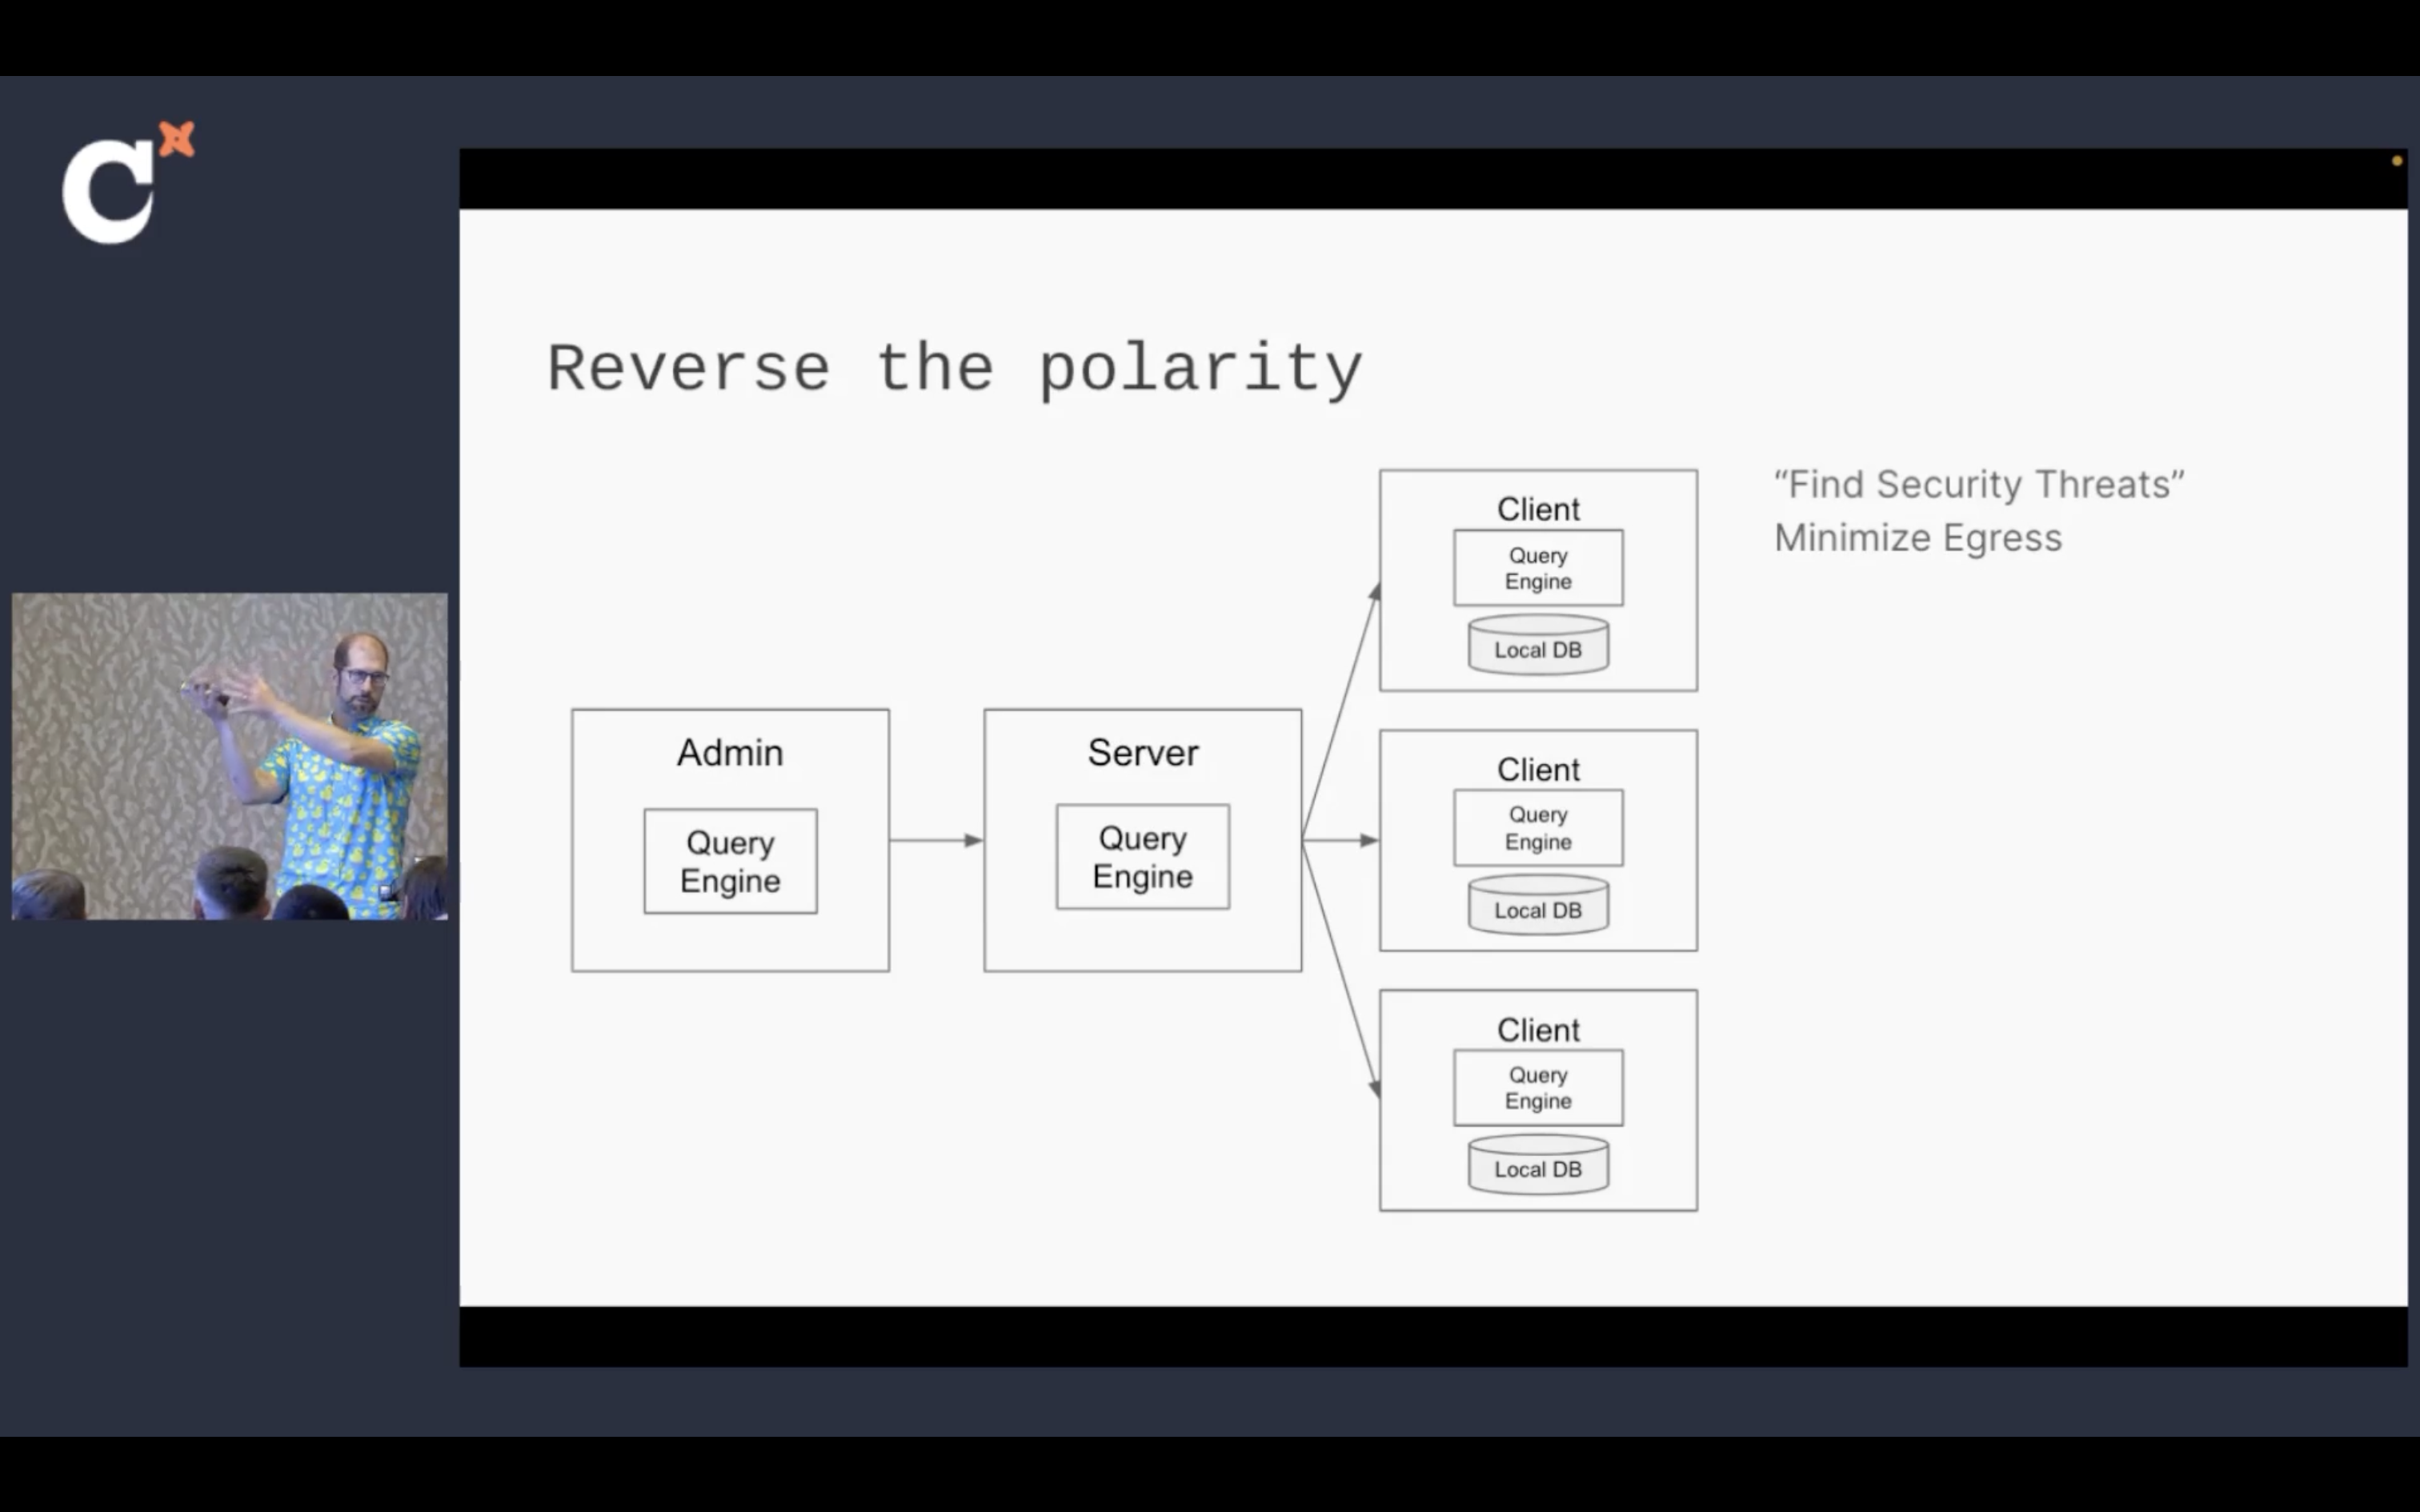 C
Reverse the polarity
"Find Security Threats"
Minimize Egress
Admin
Query
Engine
Server
Query
Engine
Client
Query
Engine
Local DB
Client
Query
Engine
Local DB
Client
Query
Engine
Local DB